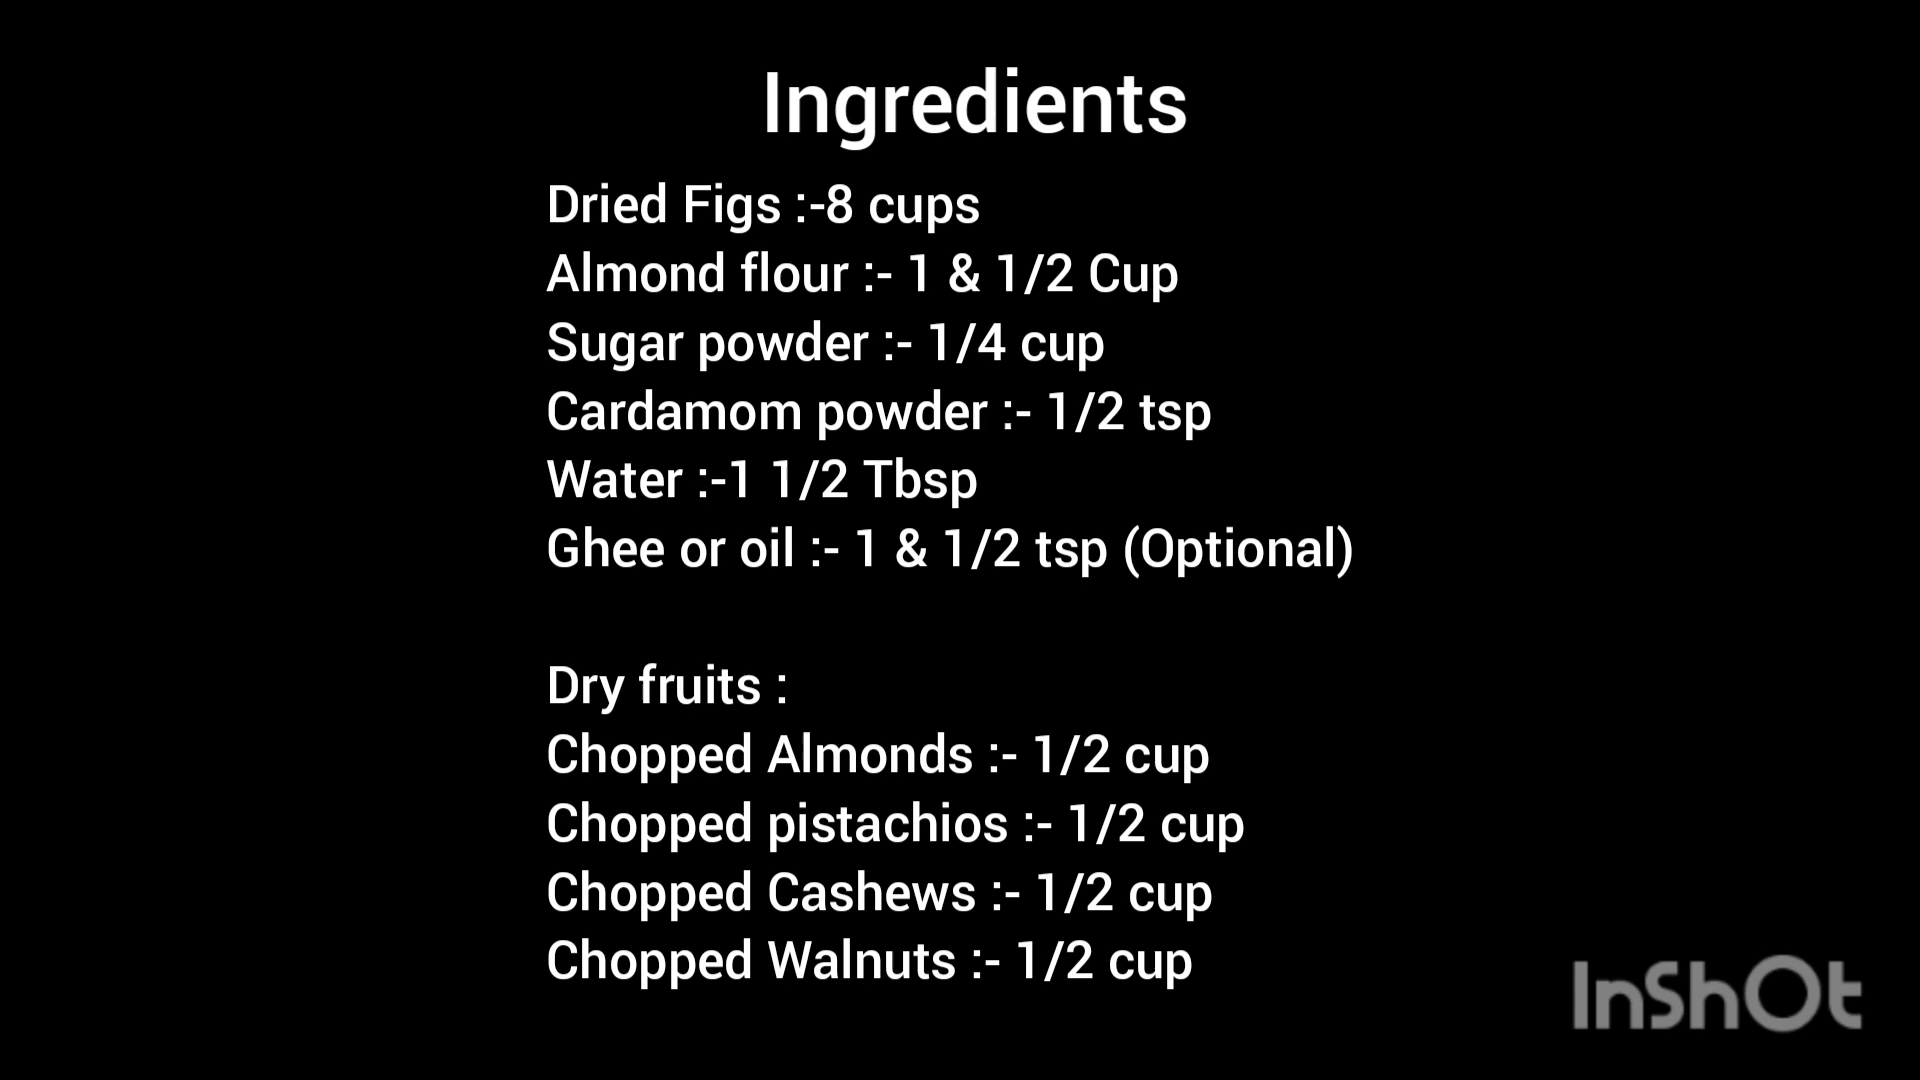 Ingredients
Dried Figs :-8 cups
Almond flour :- 1 & 1/2 Cup
Sugar powder :- 1/4 cup
Cardamom powder :- 1/2 tsp
Water :-1 1/2 Tbsp
Ghee or oil :- 1 & 1/2 tsp (Optional)
Dry fruits :
Chopped Almonds :- 1/2 cup
Chopped pistachios :- 1/2 cup
Chopped Cashews :- 1/2 cup
Chopped Walnuts :- 1/2 cup
InShOt